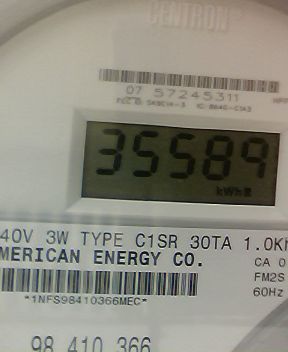 CENTRON
07 57245311
35589
kWh
40V 3W TYPE C1SR 30TA 1.0Kh
MERICAN ENERGY CO.
CA 0
FM2S
*1NFS98410366MEC*
60Hz
98 410 366